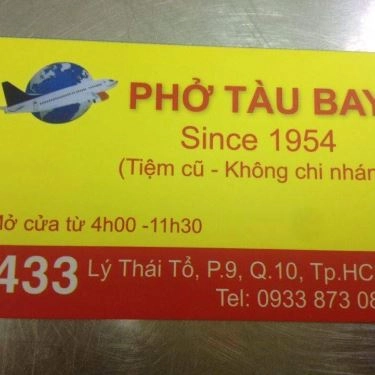 PHỞ TÀU BAY
Since 1954
(Tiệm cũ - Không chi nhán
Mở cửa từ 4h00 -11h30
433 Lý Thái Tổ, P.9, Q.10, Tp.HC
Tel: 0933 873 08